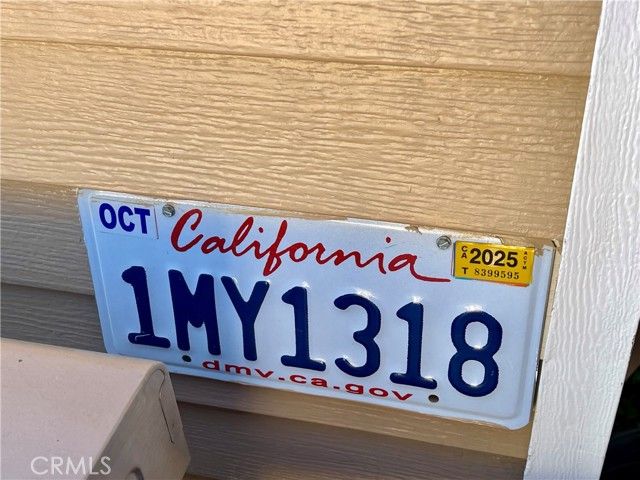 OCT
California
CA T 2025 8399595
1MY1318
dmv.ca.gov
CRMLS